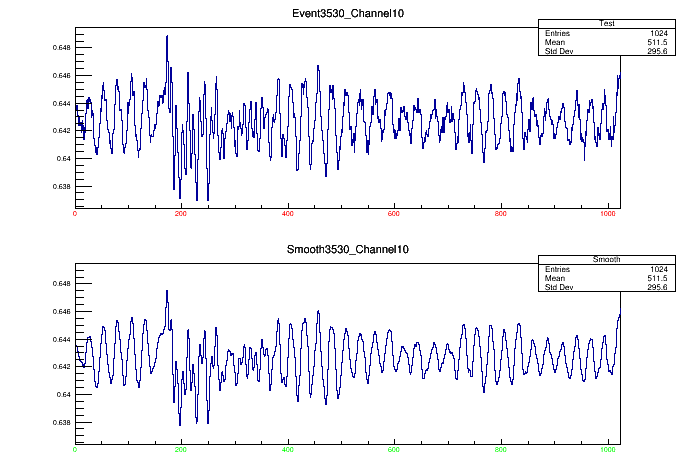 Event3530_Channel10
Test
Entries 1024
Mean 511.5
Std Dev 295.6
0.648
0.646
0.644
0.642
0.64
0.638
0 200 400 600 800 1000
Smooth3530_Channel10
Smooth
Entries 1024
Mean 511.5
Std Dev 295.6
0.648
0.646
0.644
0.642
0.64
0.638
0 200 400 600 800 1000